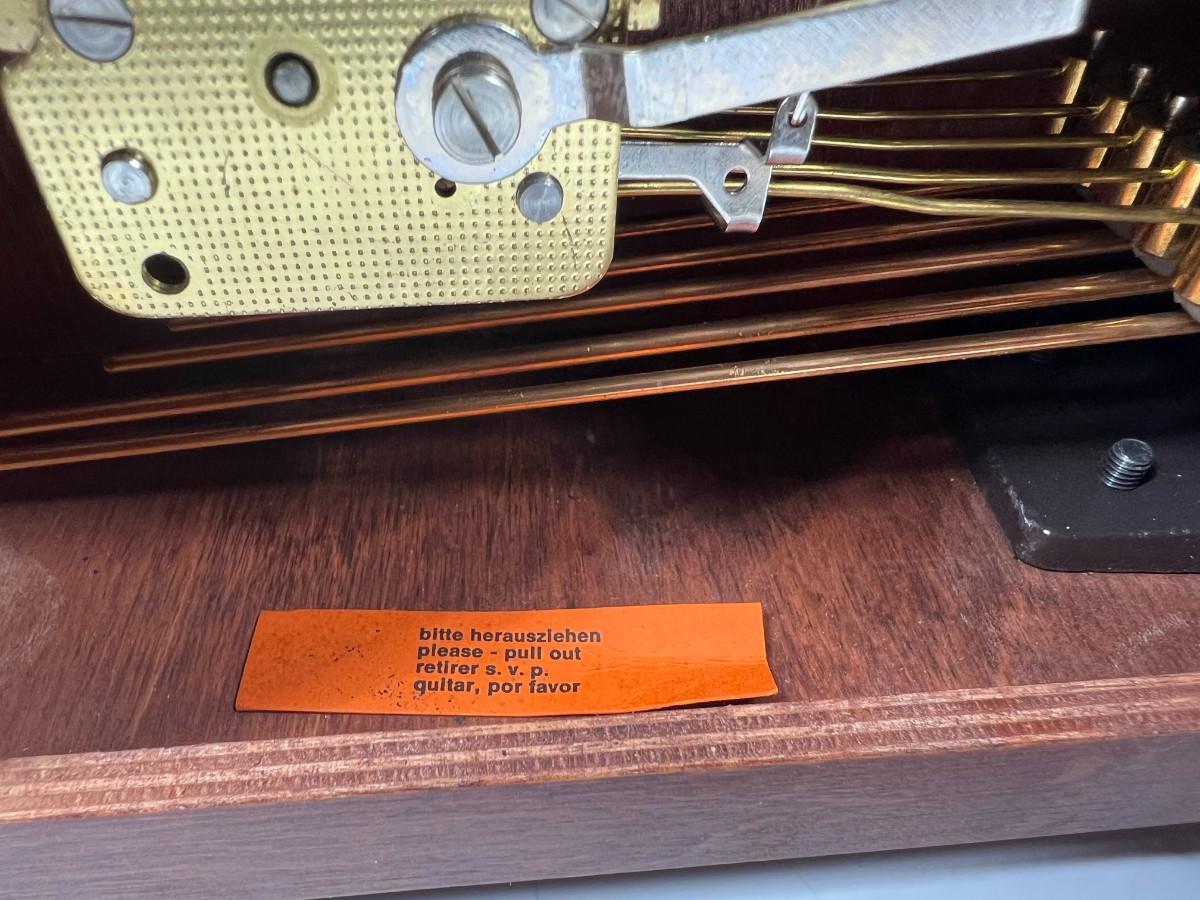 bitte herausziehen
please - pull out
retirer s. v. p.
quitar, por favor